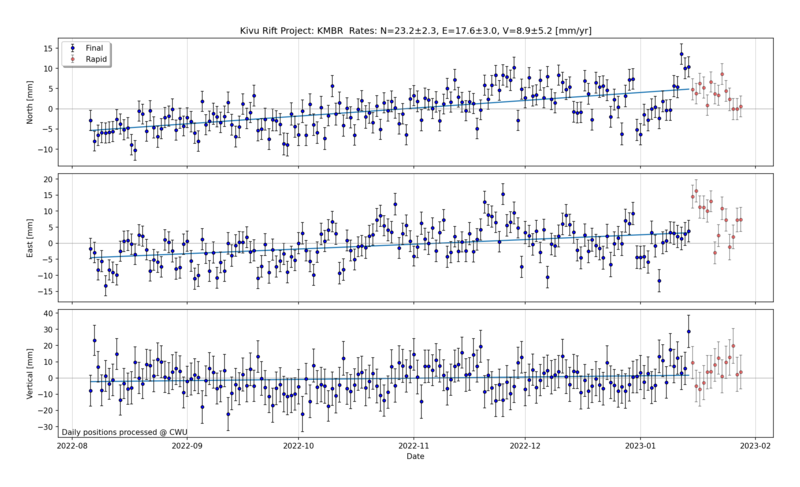 Kivu Rift Project: KMBR  Rates: N=23.2±2.3, E=17.6±3.0, V=8.9±5.2 [mm/yr]
Final
Rapid
North [mm]
15
10
5
0
−5
−10
East [mm]
20
15
10
5
0
−5
−10
−15
Vertical [mm]
40
30
20
10
0
−10
−20
−30
Daily positions processed @ CWU
2022-08 2022-09 2022-10 2022-11 2022-12 2023-01 2023-02
Date